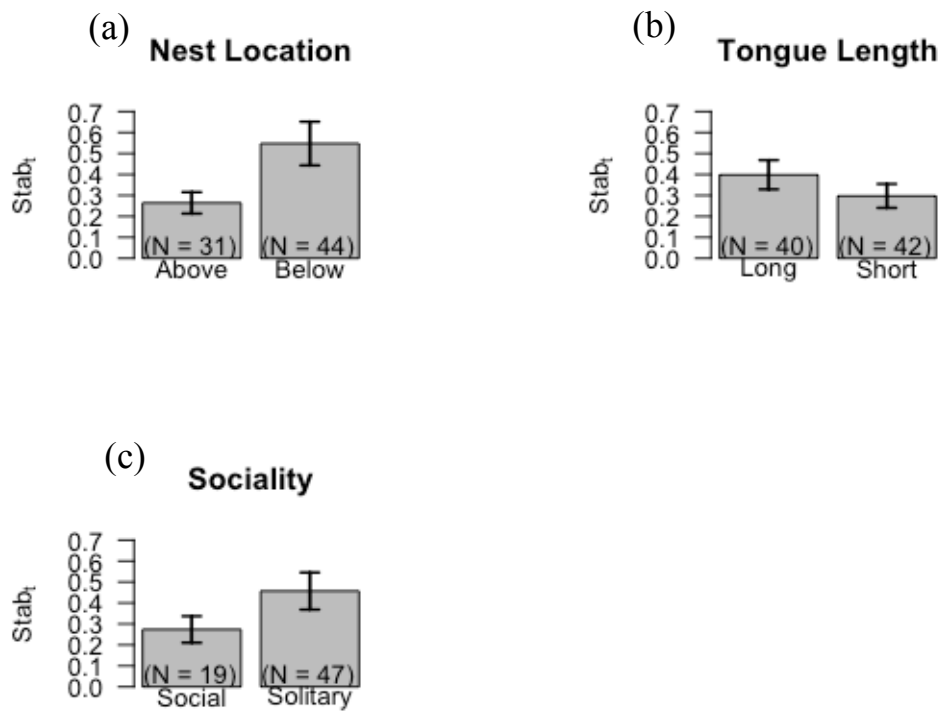 (a)
Nest Location
Stabt
0.7
0.6
0.5
0.4
0.3
0.2
0.1
0.0
(N = 31) (N = 44)
Above Below
(b)
Tongue Length
Stabt
0.7
0.6
0.5
0.4
0.3
0.2
0.1
0.0
(N = 40) (N = 42)
Long Short
(c)
Sociality
Stabt
0.7
0.6
0.5
0.4
0.3
0.2
0.1
0.0
(N = 19) (N = 47)
Social Solitary